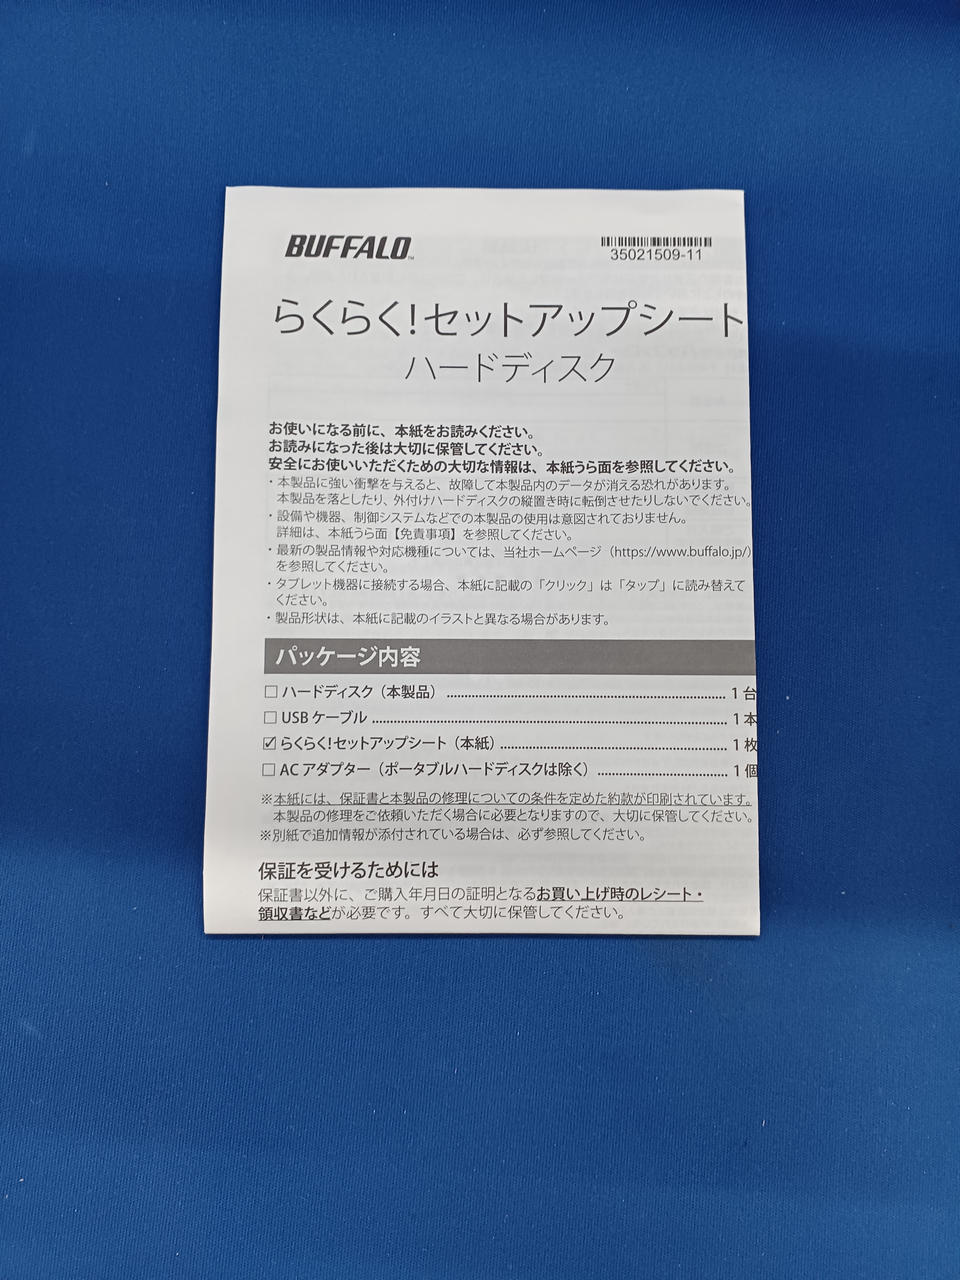 BUFFALO™
35021509-11
らくらく!セットアップシート
ハードディスク
お使いになる前に、本紙をお読みください。
お読みになった後は大切に保管してください。
安全にお使いいただくための大切な情報は、本紙うら面を参照してください。
・本製品に強い衝撃を与えると、故障して本製品内のデータが消える恐れがあります。
本製品を落としたり、外付けハードディスクの縦置き時に転倒させたりしないでください。
・設備や機器、制御システムなどでの本製品の使用は意図されておりません。
詳細は、本紙うら面【免責事項】を参照してください。
・最新の製品情報や対応機種については、当社ホームページ（https://www.buffalo.jp/）
を参照してください。
・タブレット機器に接続する場合、本紙に記載の「クリック」は「タップ」に読み替えて
ください。
・製品形状は、本紙に記載のイラストと異なる場合があります。
パッケージ内容
□ ハードディスク（本製品） ........ 1 台
□ USB ケーブル ........ 1 本
☑ らくらく!セットアップシート（本紙） ........ 1 枚
□ AC アダプター（ポータブルハードディスクは除く） ........ 1 個
※本紙には、保証書と本製品の修理についての条件を定めた約款が印刷されています。
本製品の修理をご依頼いただく場合に必要となりますので、大切に保管してください。
※別紙で追加情報が添付されている場合は、必ず参照してください。
保証を受けるためには
保証書以外に、ご購入年月日の証明となるお買い上げ時のレシート・
領収書などが必要です。すべて大切に保管してください。